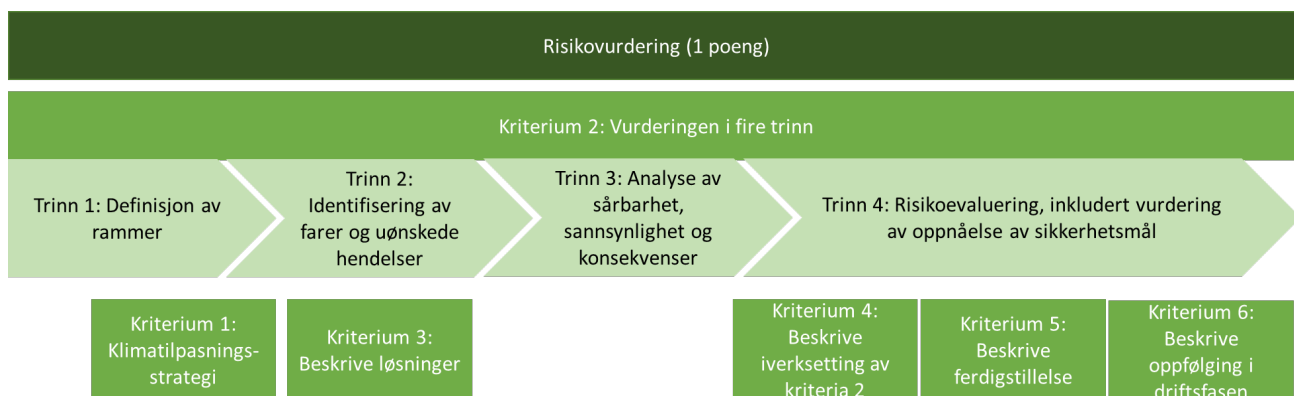 Risikovurdering (1 poeng)
Kriterium 2: Vurderingen i fire trinn
Trinn 1: Definisjon av
rammer
Trinn 2:
Identifisering av
farer og uønskede
hendelser
Trinn 3: Analyse av
sårbarhet,
sannsynlighet og
konsekvenser
Trinn 4: Risikoevaluering, inkludert vurdering
av oppnåelse av sikkerhetsmål
Kriterium 1:
Klimatilpasnings-
strategi
Kriterium 3:
Beskrive løsninger
Kriterium 4:
Beskrive
iverksetting av
kriteria 2
Kriterium 5:
Beskrive
ferdigstillelse
Kriterium 6:
Beskrive
oppfølging i
driftsfasen